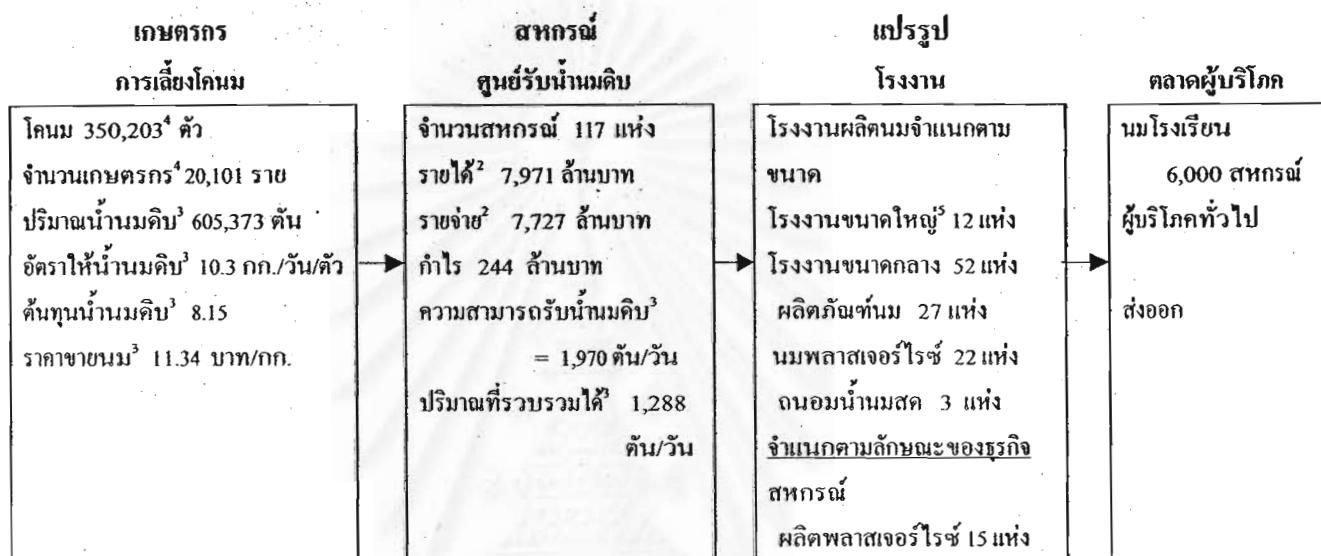 เกษตรกร
การเลี้ยงโคนม
โคนม 350,203⁴ ตัว
จำนวนเกษตรกร⁴ 20,101 ราย
ปริมาณน้ำนมดิบ³ 605,373 ตัน
อัตราให้น้ำนมดิบ³ 10.3 กก./วัน/ตัว
ต้นทุนน้ำนมดิบ³ 8.15
ราคาขายนม³ 11.34 บาท/กก.
สหกรณ์
ศูนย์รับน้ำนมดิบ
จำนวนสหกรณ์ 117 แห่ง
รายได้² 7,971 ล้านบาท
รายจ่าย² 7,727 ล้านบาท
กำไร 244 ล้านบาท
ความสามารถรับน้ำนมดิบ³
= 1,970 ตัน/วัน
ปริมาณที่รวบรวมได้³ 1,288
ตัน/วัน
แปรรูป
โรงงาน
โรงงานผลิตนมจำแนกตาม
ขนาด
โรงงานขนาดใหญ่⁵ 12 แห่ง
โรงงานขนาดกลาง 52 แห่ง
ผลิตภัณฑ์นม 27 แห่ง
นมพลาสเจอร์ไรซ์ 22 แห่ง
ถนอมน้ำนมสด 3 แห่ง
จำแนกตามลักษณะของธุรกิจ
สหกรณ์
ผลิตพลาสเจอร์ไรซ์ 15 แห่ง
ตลาดผู้บริโภค
นมโรงเรียน
6,000 สหกรณ์
ผู้บริโภคทั่วไป
ส่งออก